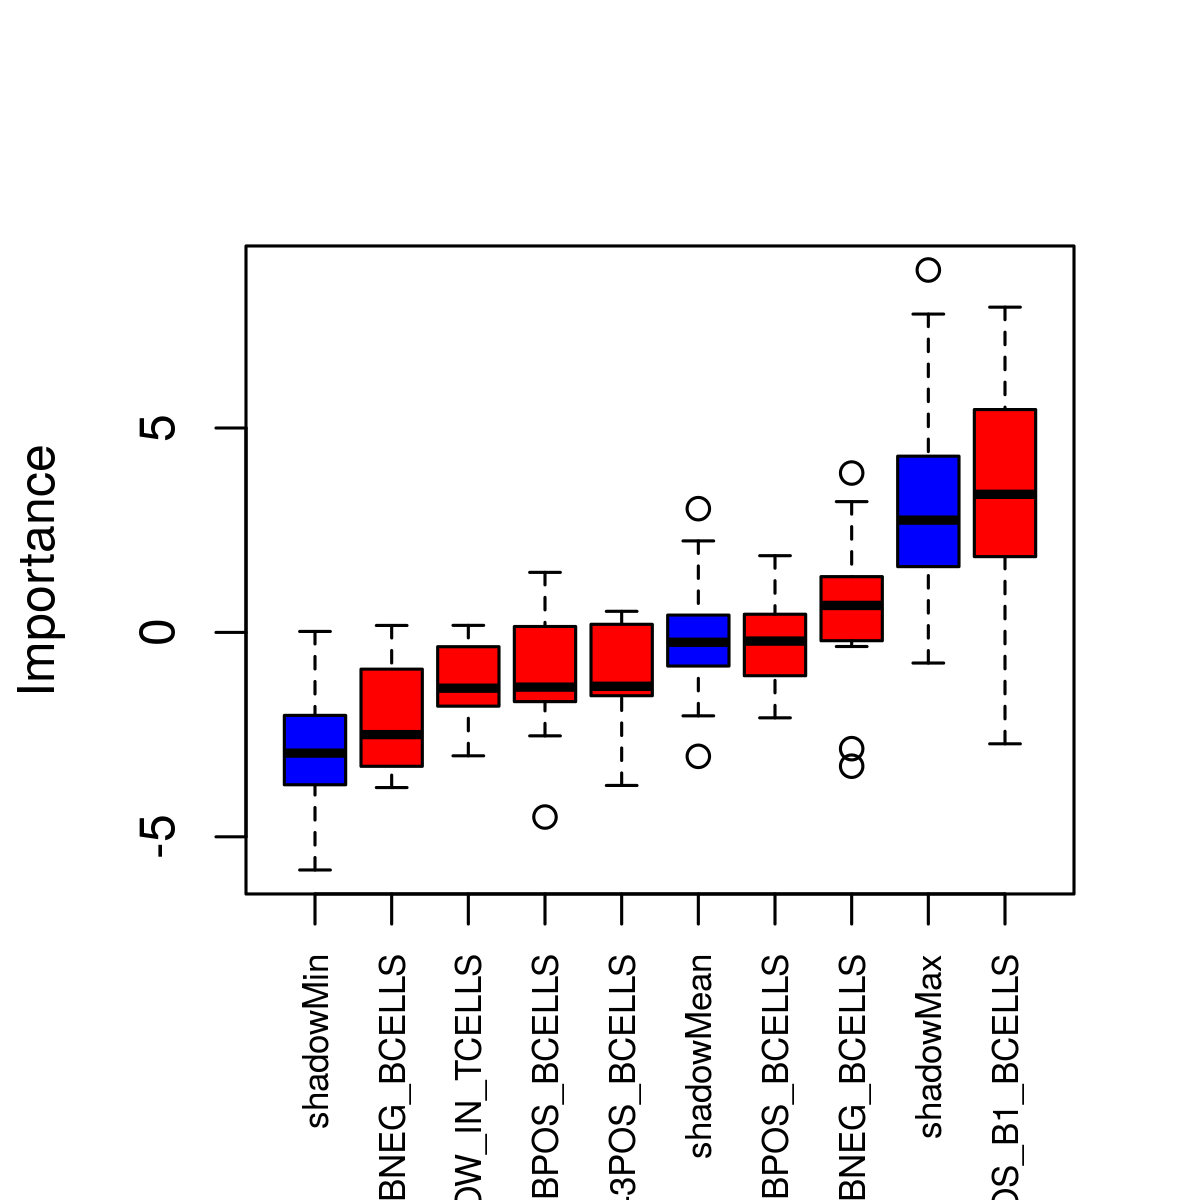 Importance
5
0
-5
shadowMin
BNEG_BCELLS
OW_IN_TCELLS
BPOS_BCELLS
3POS_BCELLS
shadowMean
BPOS_BCELLS
BNEG_BCELLS
shadowMax
OS_B1_BCELLS